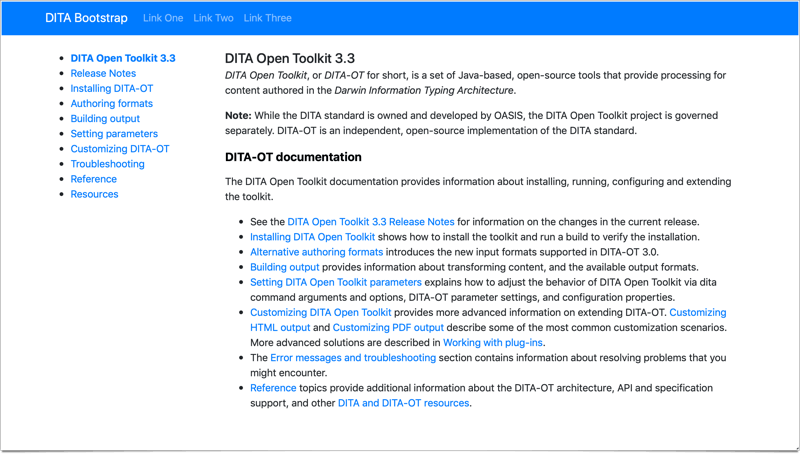 DITA Bootstrap Link One Link Two Link Three
DITA Open Toolkit 3.3
Release Notes
Installing DITA-OT
Authoring formats
Building output
Setting parameters
Customizing DITA-OT
Troubleshooting
Reference
Resources
DITA Open Toolkit 3.3
DITA Open Toolkit, or DITA-OT for short, is a set of Java-based, open-source tools that provide processing for
content authored in the Darwin Information Typing Architecture.
Note: While the DITA standard is owned and developed by OASIS, the DITA Open Toolkit project is governed
separately. DITA-OT is an independent, open-source implementation of the DITA standard.
DITA-OT documentation
The DITA Open Toolkit documentation provides information about installing, running, configuring and extending
the toolkit.
See the DITA Open Toolkit 3.3 Release Notes for information on the changes in the current release.
Installing DITA Open Toolkit shows how to install the toolkit and run a build to verify the installation.
Alternative authoring formats introduces the new input formats supported in DITA-OT 3.0.
Building output provides information about transforming content, and the available output formats.
Setting DITA Open Toolkit parameters explains how to adjust the behavior of DITA Open Toolkit via dita
command arguments and options, DITA-OT parameter settings, and configuration properties.
Customizing DITA Open Toolkit provides more advanced information on extending DITA-OT. Customizing
HTML output and Customizing PDF output describe some of the most common customization scenarios.
More advanced solutions are described in Working with plug-ins.
The Error messages and troubleshooting section contains information about resolving problems that you
might encounter.
Reference topics provide additional information about the DITA-OT architecture, API and specification
support, and other DITA and DITA-OT resources.